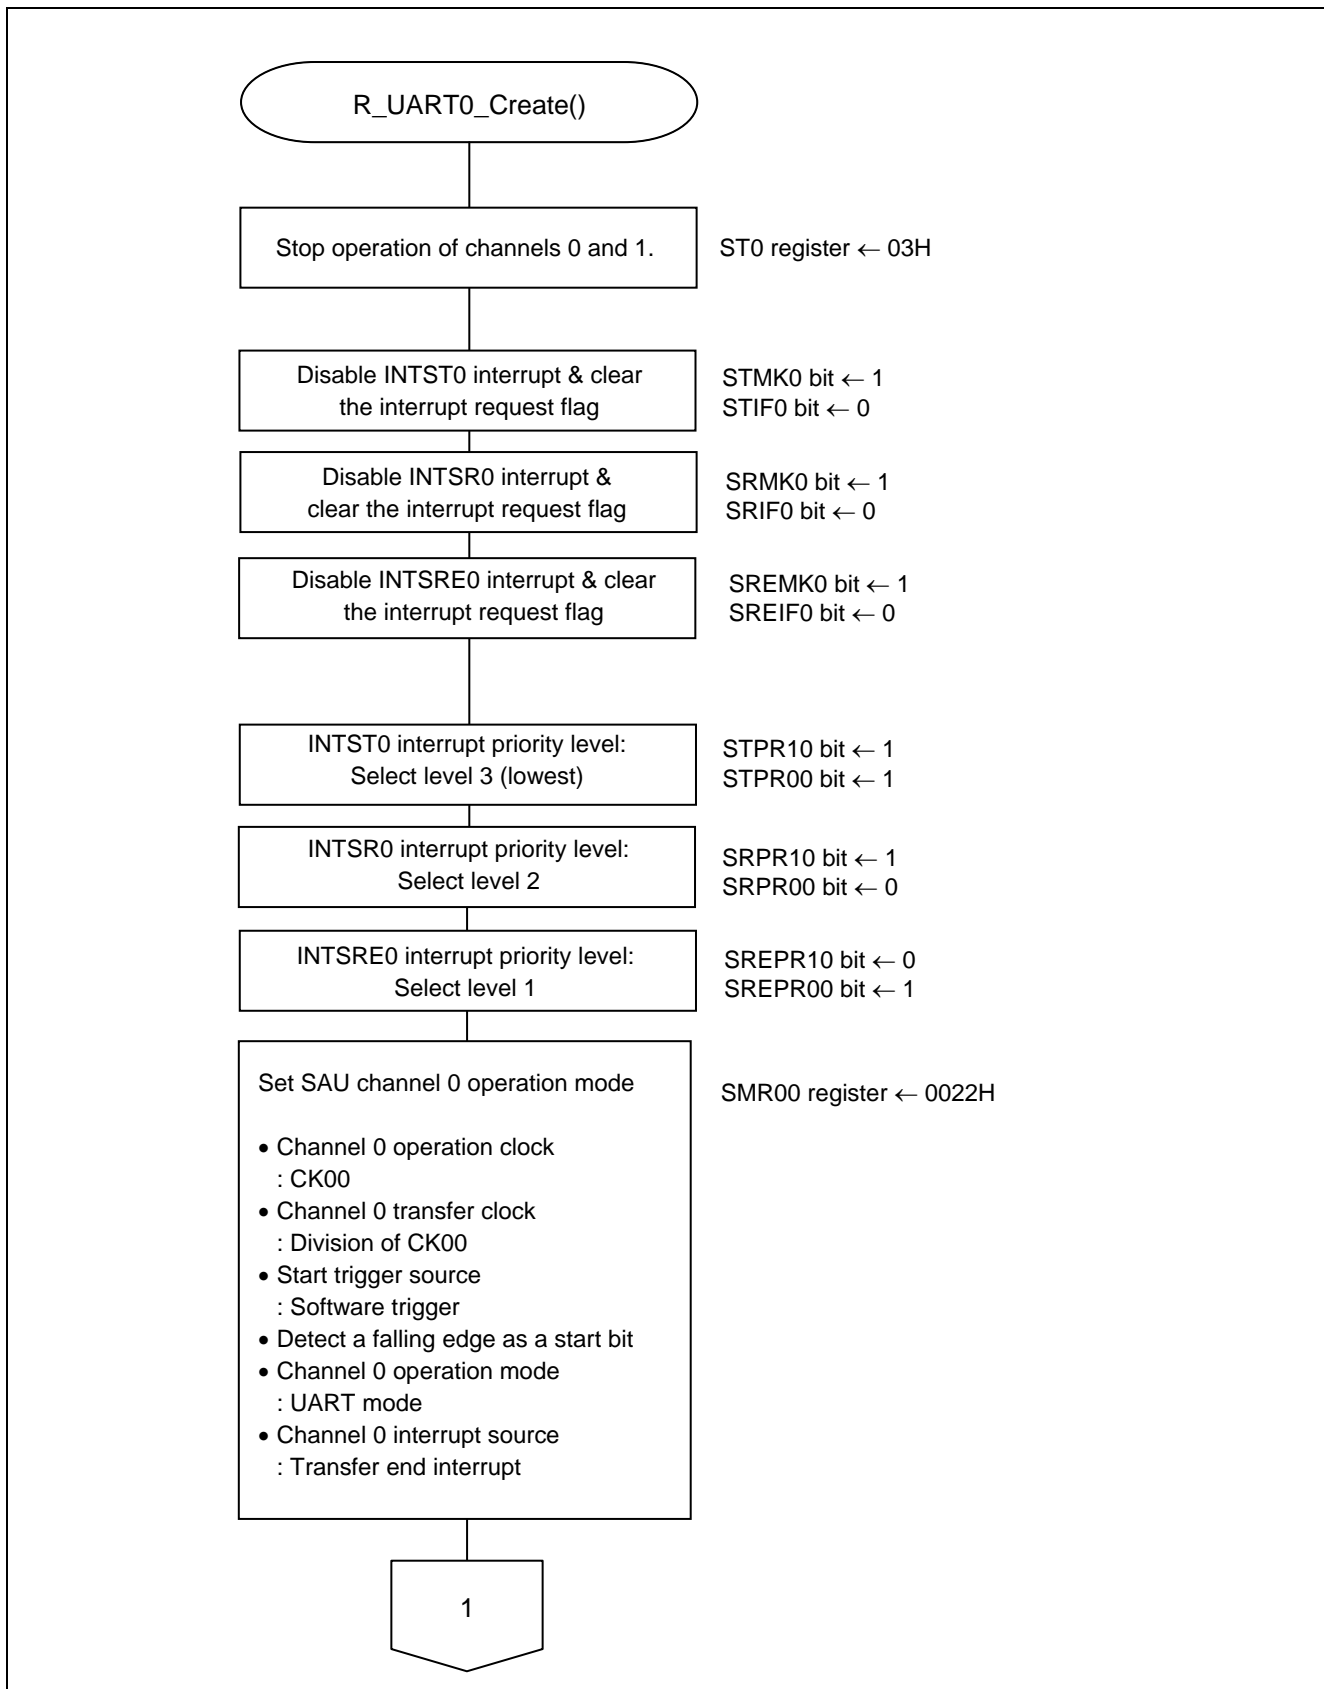 R_UART0_Create()
Stop operation of channels 0 and 1.
ST0 register ← 03H
Disable INTST0 interrupt & clear
the interrupt request flag
STMK0 bit ← 1
STIF0 bit ← 0
Disable INTSR0 interrupt &
clear the interrupt request flag
SRMK0 bit ← 1
SRIF0 bit ← 0
Disable INTSRE0 interrupt & clear
the interrupt request flag
SREMK0 bit ← 1
SREIF0 bit ← 0
INTST0 interrupt priority level:
Select level 3 (lowest)
STPR10 bit ← 1
STPR00 bit ← 1
INTSR0 interrupt priority level:
Select level 2
SRPR10 bit ← 1
SRPR00 bit ← 0
INTSRE0 interrupt priority level:
Select level 1
SREPR10 bit ← 0
SREPR00 bit ← 1
Set SAU channel 0 operation mode
SMR00 register ← 0022H
• Channel 0 operation clock
: CK00
• Channel 0 transfer clock
: Division of CK00
• Start trigger source
: Software trigger
• Detect a falling edge as a start bit
• Channel 0 operation mode
: UART mode
• Channel 0 interrupt source
: Transfer end interrupt
1